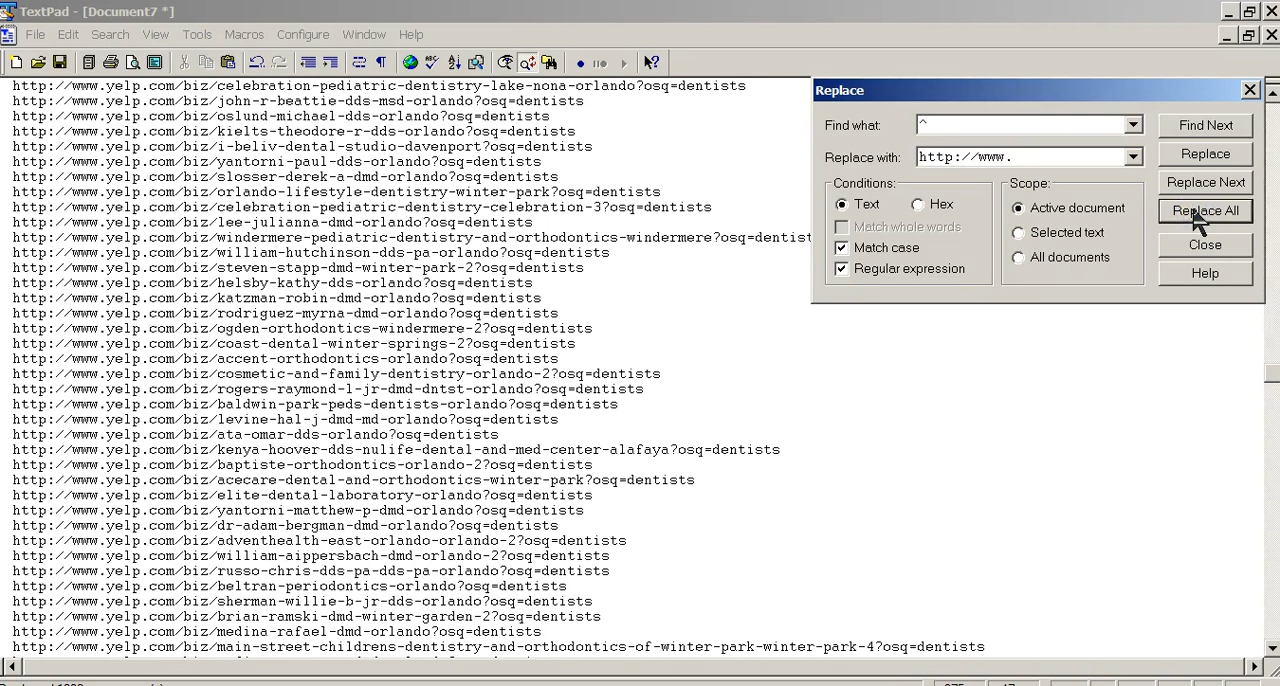 TextPad - [Document7 *]
File Edit Search View Tools Macros Configure Window Help
http://www.yelp.com/biz/celebration-pediatric-dentistry-lake-nona-orlando?osq=dentists
http://www.yelp.com/biz/john-r-beattie-dds-msd-orlando?osq=dentists
http://www.yelp.com/biz/oslund-michael-dds-orlando?osq=dentists
http://www.yelp.com/biz/kielts-theodore-r-dds-orlando?osq=dentists
http://www.yelp.com/biz/i-beliv-dental-studio-davenport?osq=dentists
http://www.yelp.com/biz/yantorni-paul-dds-orlando?osq=dentists
http://www.yelp.com/biz/slosser-derek-a-dmd-orlando?osq=dentists
http://www.yelp.com/biz/orlando-lifestyle-dentistry-winter-park?osq=dentists
http://www.yelp.com/biz/celebration-dentistry-celebration-3?osq=dentists
http://www.yelp.com/biz/lee-julianna-dmd-orlando?osq=dentists
http://www.yelp.com/biz/windermere-pediatric-dentistry-and-orthodontics-windermere?osq=dentist
http://www.yelp.com/biz/william-hutchinson-dds-pa-orlando?osq=dentists
http://www.yelp.com/biz/steven-stapp-dmd-winter-park-2?osq=dentists
http://www.yelp.com/biz/helsby-kathy-dds-orlando?osq=dentists
http://www.yelp.com/biz/katzman-robin-dmd-orlando?osq=dentists
http://www.yelp.com/biz/rodriguez-myrna-dmd-orlando?osq=dentists
http://www.yelp.com/biz/ogden-orthodontics-windermere-2?osq=dentists
http://www.yelp.com/biz/coast-dental-winter-springs-2?osq=dentists
http://www.yelp.com/biz/accent-orthodontics-orlando?osq=dentists
http://www.yelp.com/biz/cosmetic-and-family-dentistry-orlando-2?osq=dentists
http://www.yelp.com/biz/rogers-raymond-l-jr-dmd-dntst-orlando?osq=dentists
http://www.yelp.com/biz/baldwin-park-peds-dentists-orlando?osq=dentists
http://www.yelp.com/biz/levine-hal-j-dmd-md-orlando?osq=dentists
http://www.yelp.com/biz/ata-omar-dds-orlando?osq=dentists
http://www.yelp.com/biz/kenya-hoover-dds-nulife-dental-and-med-center-alafaya?osq=dentists
http://www.yelp.com/biz/baptiste-orthodontics-orlando-2?osq=dentists
http://www.yelp.com/biz/acecare-dental-and-orthodontics-winter-park?osq=dentists
http://www.yelp.com/biz/elite-dental-laboratory-orlando?osq=dentists
http://www.yelp.com/biz/yantorni-matthew-p-dmd-orlando?osq=dentists
http://www.yelp.com/biz/dr-adam-bergman-dmd-orlando?osq=dentists
http://www.yelp.com/biz/adventhealth-east-orlando-orlando-2?osq=dentists
http://www.yelp.com/biz/william-aippersbach-dmd-orlando-2?osq=dentists
http://www.yelp.com/biz/russo-chris-dds-pa-dds-pa-orlando?osq=dentists
http://www.yelp.com/biz/beltran-periodontics-orlando?osq=dentists
http://www.yelp.com/biz/sherman-willie-b-jr-dds-orlando?osq=dentists
http://www.yelp.com/biz/brian-ramski-dmd-winter-garden-2?osq=dentists
http://www.yelp.com/biz/medina-rafael-dmd-orlando?osq=dentists
http://www.yelp.com/biz/main-street-childrens-dentistry-and-orthodontics-of-winter-park-winter-park-4?osq=dentists
Replace
Find what: ^ Find Next
Replace with: http://www. Replace
Conditions: Scope: Replace Next
Text Hex Active document Replace All
Match whole words Selected text
Match case Close
All documents
Regular expression Help